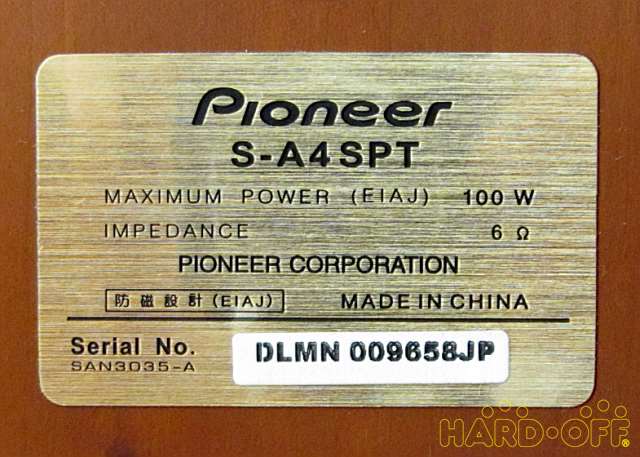 Pioneer
S-A4SPT
MAXIMUM POWER (EIAJ) 100 W
IMPEDANCE 6 Ω
PIONEER CORPORATION
防磁設計(EIAJ) MADE IN CHINA
Serial No. DLMN 009658JP
SAN3035-A
HARD·OFF®